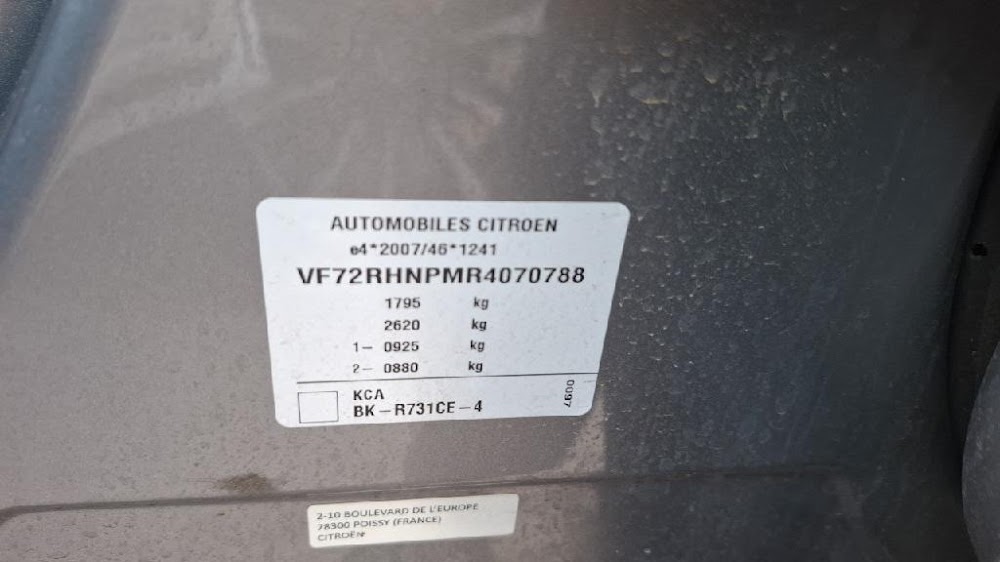 AUTOMOBILES CITROEN
e4*2007/46*1241
VF72RHNPMR4070788
1795 kg
2620 kg
1- 0925 kg
2- 0880 kg
KCA
BK-R731CE-4
0097
2-10 BOULEVARD DE L'EUROPE
78300 POISSY (FRANCE)
CITROËN